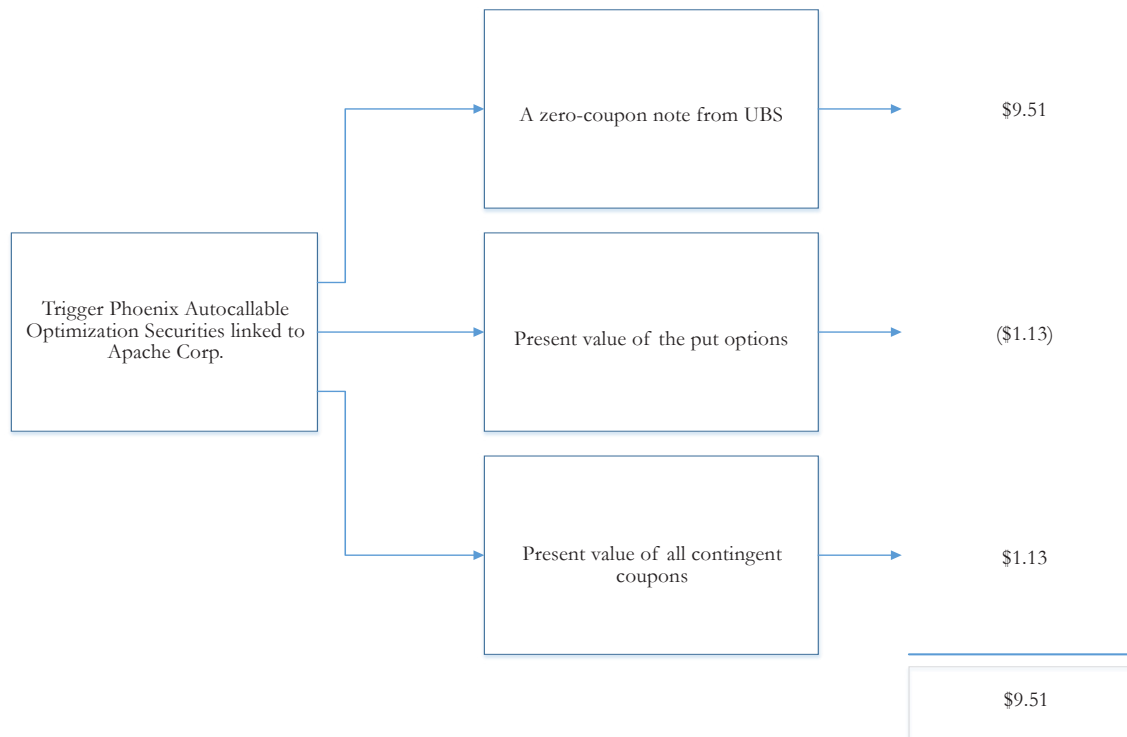 A zero-coupon note from UBS
$9.51
Trigger Phoenix Autocallable
Optimization Securities linked to
Apache Corp.
Present value of the put options
($1.13)
Present value of all contingent
coupons
$1.13
$9.51